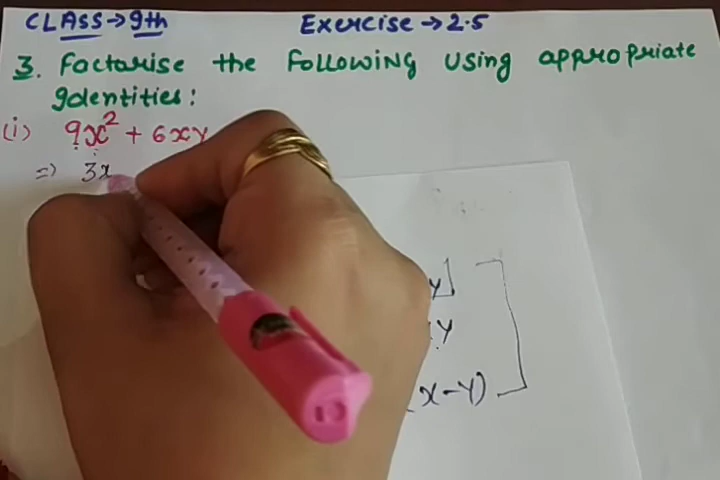 CLASS→9th Exercise→2.5
3. Factorise the Following Using appropriate
Identities:
(i) 9x² + 6xy
=> 3x
y]
y
(x-y)